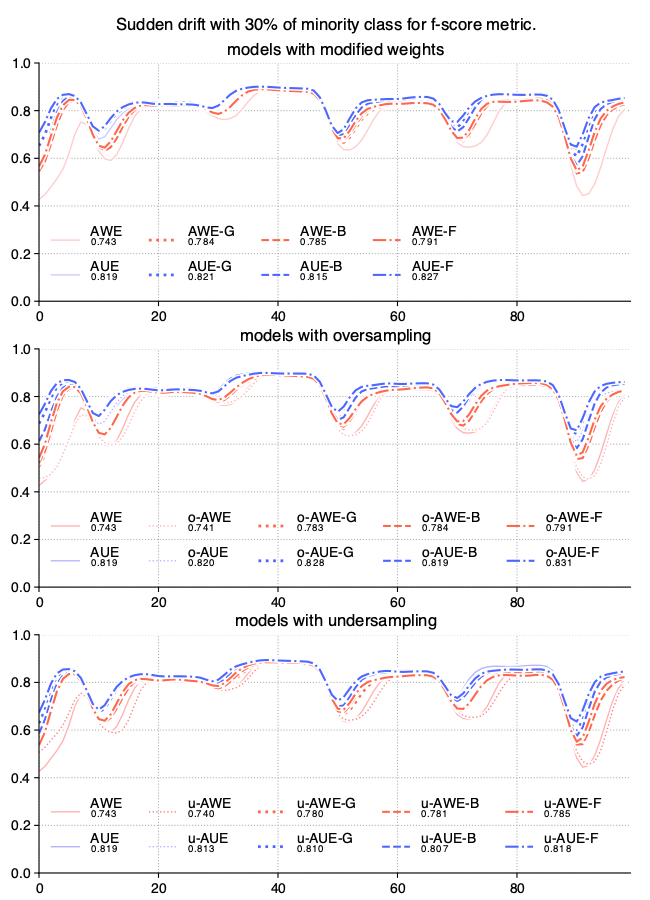 Sudden drift with 30% of minority class for f-score metric.
models with modified weights
1.0
0.8
0.6
0.4
0.2
0.0
AWE AWE-G AWE-B AWE-F
0.743 0.784 0.785 0.791
AUE AUE-G AUE-B AUE-F
0.819 0.821 0.815 0.827
0 20 40 60 80
models with oversampling
1.0
0.8
0.6
0.4
0.2
0.0
AWE o-AWE o-AWE-G o-AWE-B o-AWE-F
0.743 0.741 0.783 0.784 0.791
AUE o-AUE o-AUE-G o-AUE-B o-AUE-F
0.819 0.820 0.828 0.819 0.831
0 20 40 60 80
models with undersampling
1.0
0.8
0.6
0.4
0.2
0.0
AWE u-AWE u-AWE-G u-AWE-B u-AWE-F
0.743 0.740 0.780 0.781 0.785
AUE u-AUE u-AUE-G u-AUE-B u-AUE-F
0.819 0.813 0.810 0.807 0.818
0 20 40 60 80